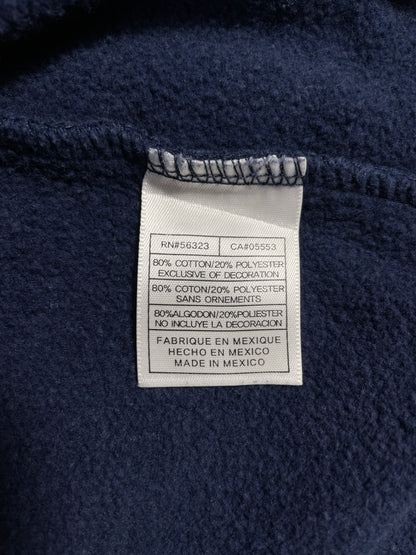 RN#56323 CA#05553
80% COTTON/20% POLYESTER
EXCLUSIVE OF DECORATION
80% COTON/20% POLYESTER
SANS ORNEMENTS
80%ALGODON/20%POLIESTER
NO INCLUYE LA DECORACION
FABRIQUE EN MEXIQUE
HECHO EN MEXICO
MADE IN MEXICO